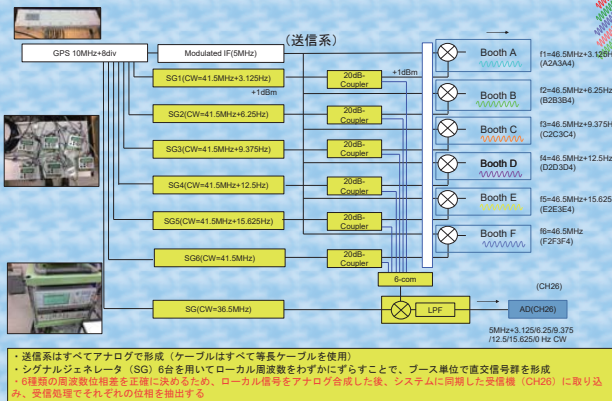 (送信系)
GPS 10MHz+8div
Modulated IF(5MHz)
SG1(CW=41.5MHz+3.125Hz)
+1dBm
20dB-
Coupler
+1dBm
Booth A
f1=46.5MHz+3.125H
(A2A3A4)
SG2(CW=41.5MHz+6.25Hz)
20dB-
Coupler
Booth B
f2=46.5MHz+6.25Hz
(B2B3B4)
SG3(CW=41.5MHz+9.375Hz)
20dB-
Coupler
Booth C
f3=46.5MHz+9.375H
(C2C3C4)
SG4(CW=41.5MHz+12.5Hz)
20dB-
Coupler
Booth D
f4=46.5MHz+12.5Hz
(D2D3D4)
SG5(CW=41.5MHz+15.625Hz)
20dB-
Coupler
Booth E
f5=46.5MHz+15.625
(E2E3E4)
SG6(CW=41.5MHz)
20dB-
Coupler
Booth F
f6=46.5MHz
(F2F3F4)
6-com
SG(CW=36.5MHz)
LPF
(CH26)
AD(CH26)
5MHz+3.125/6.25/9.375
/12.5/15.625/0 Hz CW
・送信系はすべてアナログで形成（ケーブルはすべて等長ケーブルを使用）
・シグナルジェネレータ（SG）6台を用いてローカル周波数をわずかにずらすことで、ブース単位で直交信号群を形成
・6種類の周波数位相差を正確に決めるため、ローカル信号をアナログ合成した後、システムに同期した受信機（CH26）に取り込
み、受信処理でそれぞれの位相を抽出する